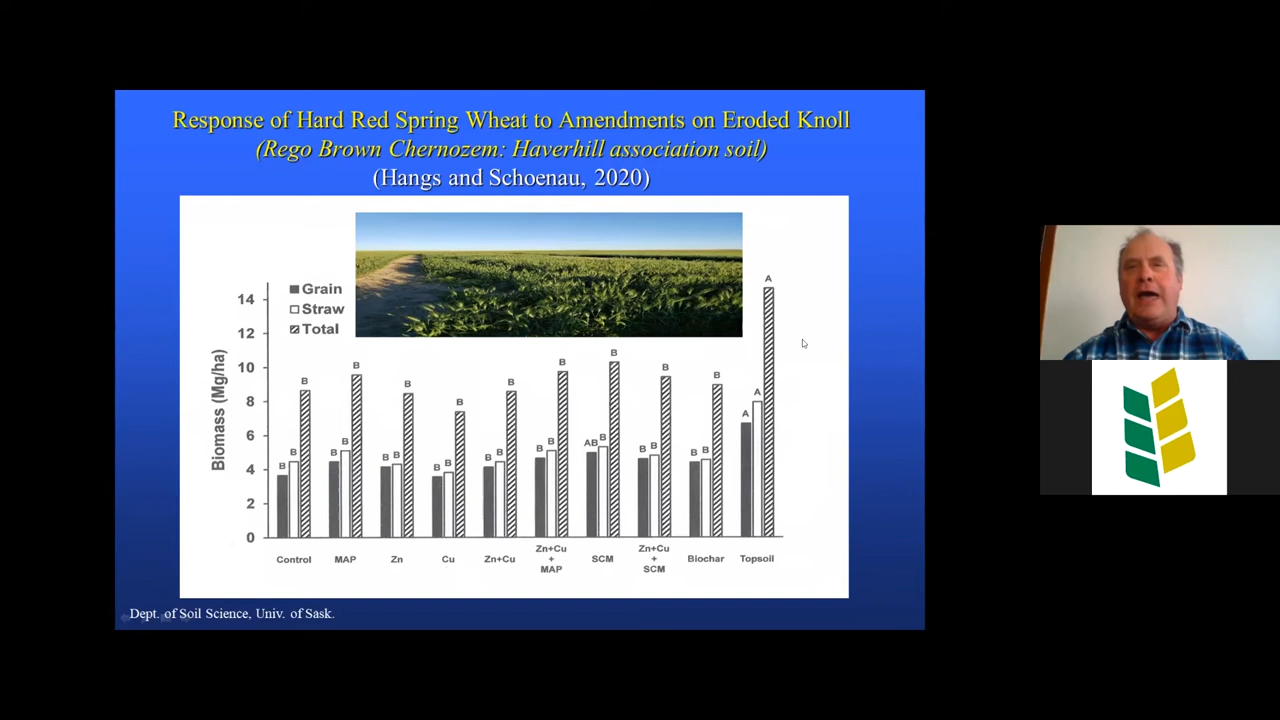 Response of Hard Red Spring Wheat to Amendments on Eroded Knoll
(Rego Brown Chernozem: Haverhill association soil)
(Hangs and Schoenau, 2020)
Grain
Straw
Total
Biomass (Mg/ha)
14
12
10
8
6
4
2
0
B B B
B B B
B B B
B B B
B B B
B B B
AB B B
B B B
B B B
A A A
Control
MAP
Zn
Cu
Zn+Cu
Zn+Cu
+
MAP
SCM
Zn+Cu
+
SCM
Biochar
Topsoil
Dept. of Soil Science, Univ. of Sask.